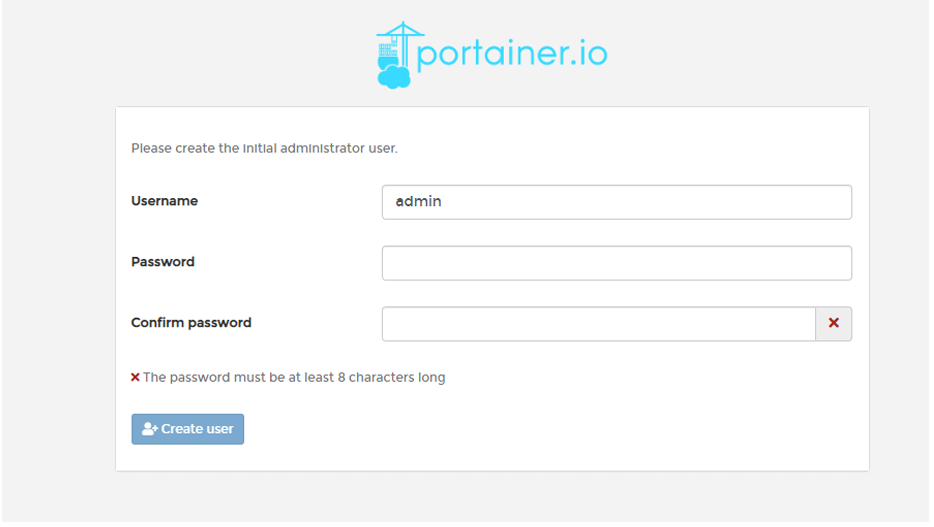 portainer.io
Please create the initial administrator user.
Username
admin
Password
Confirm password
The password must be at least 8 characters long
Create user